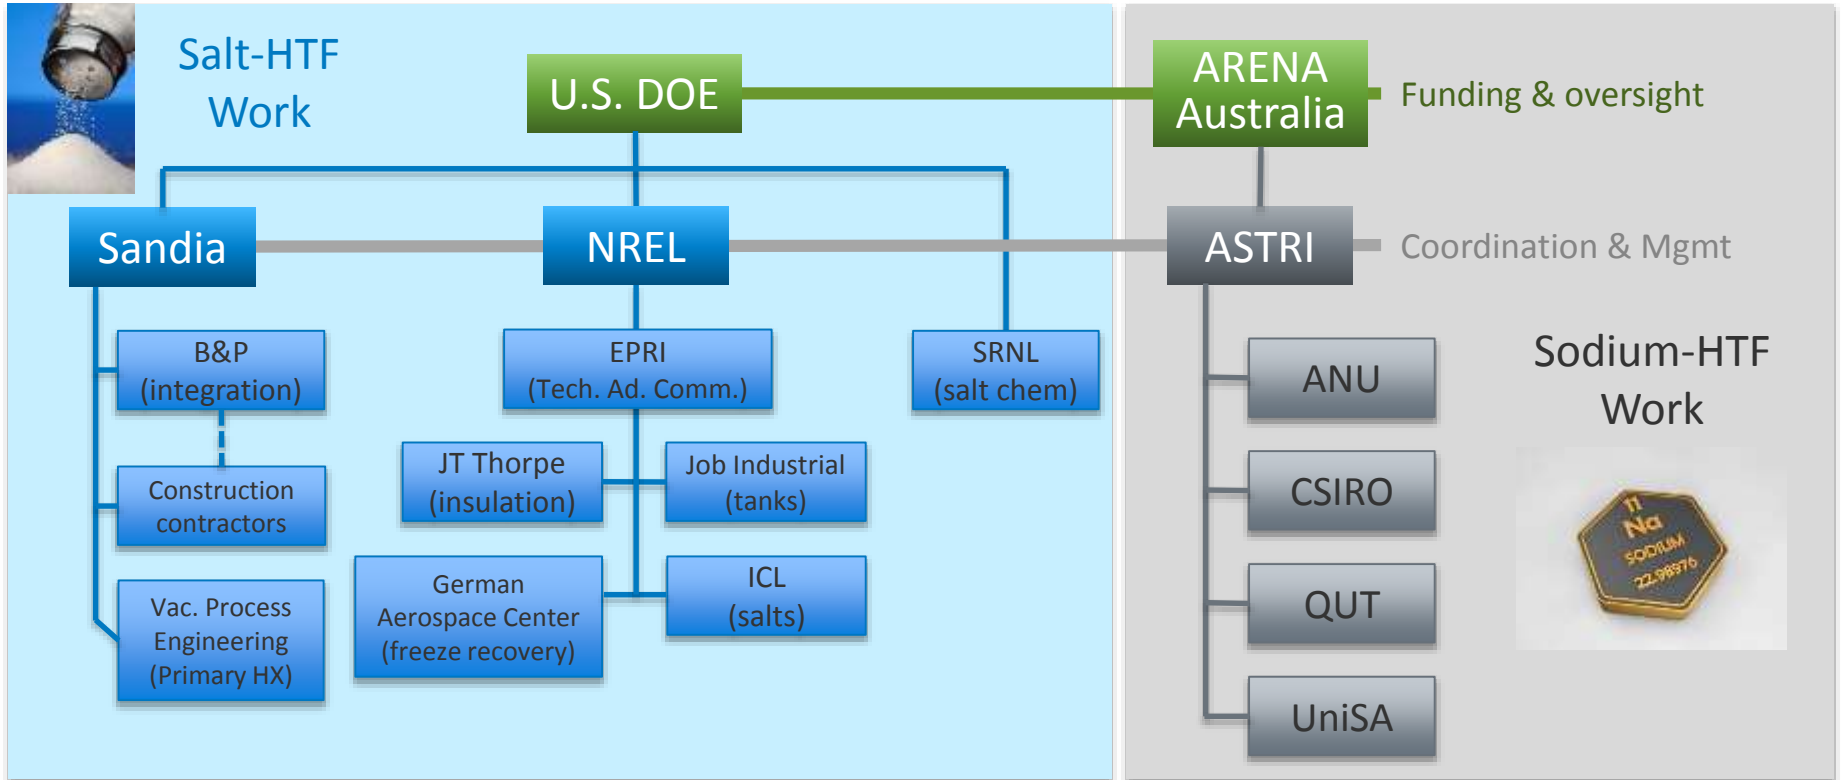 Salt-HTF
Work
U.S. DOE
ARENA
Australia
Funding & oversight
Sandia
NREL
ASTRI
Coordination & Mgmt
B&P
(integration)
EPRI
(Tech. Ad. Comm.)
SRNL
(salt chem)
Construction
contractors
JT Thorpe
(insulation)
Job Industrial
(tanks)
Vac. Process
Engineering
(Primary HX)
German
Aerospace Center
(freeze recovery)
ICL
(salts)
ANU
CSIRO
QUT
UniSA
Sodium-HTF
Work
11
Na
SODIUM
22.98976